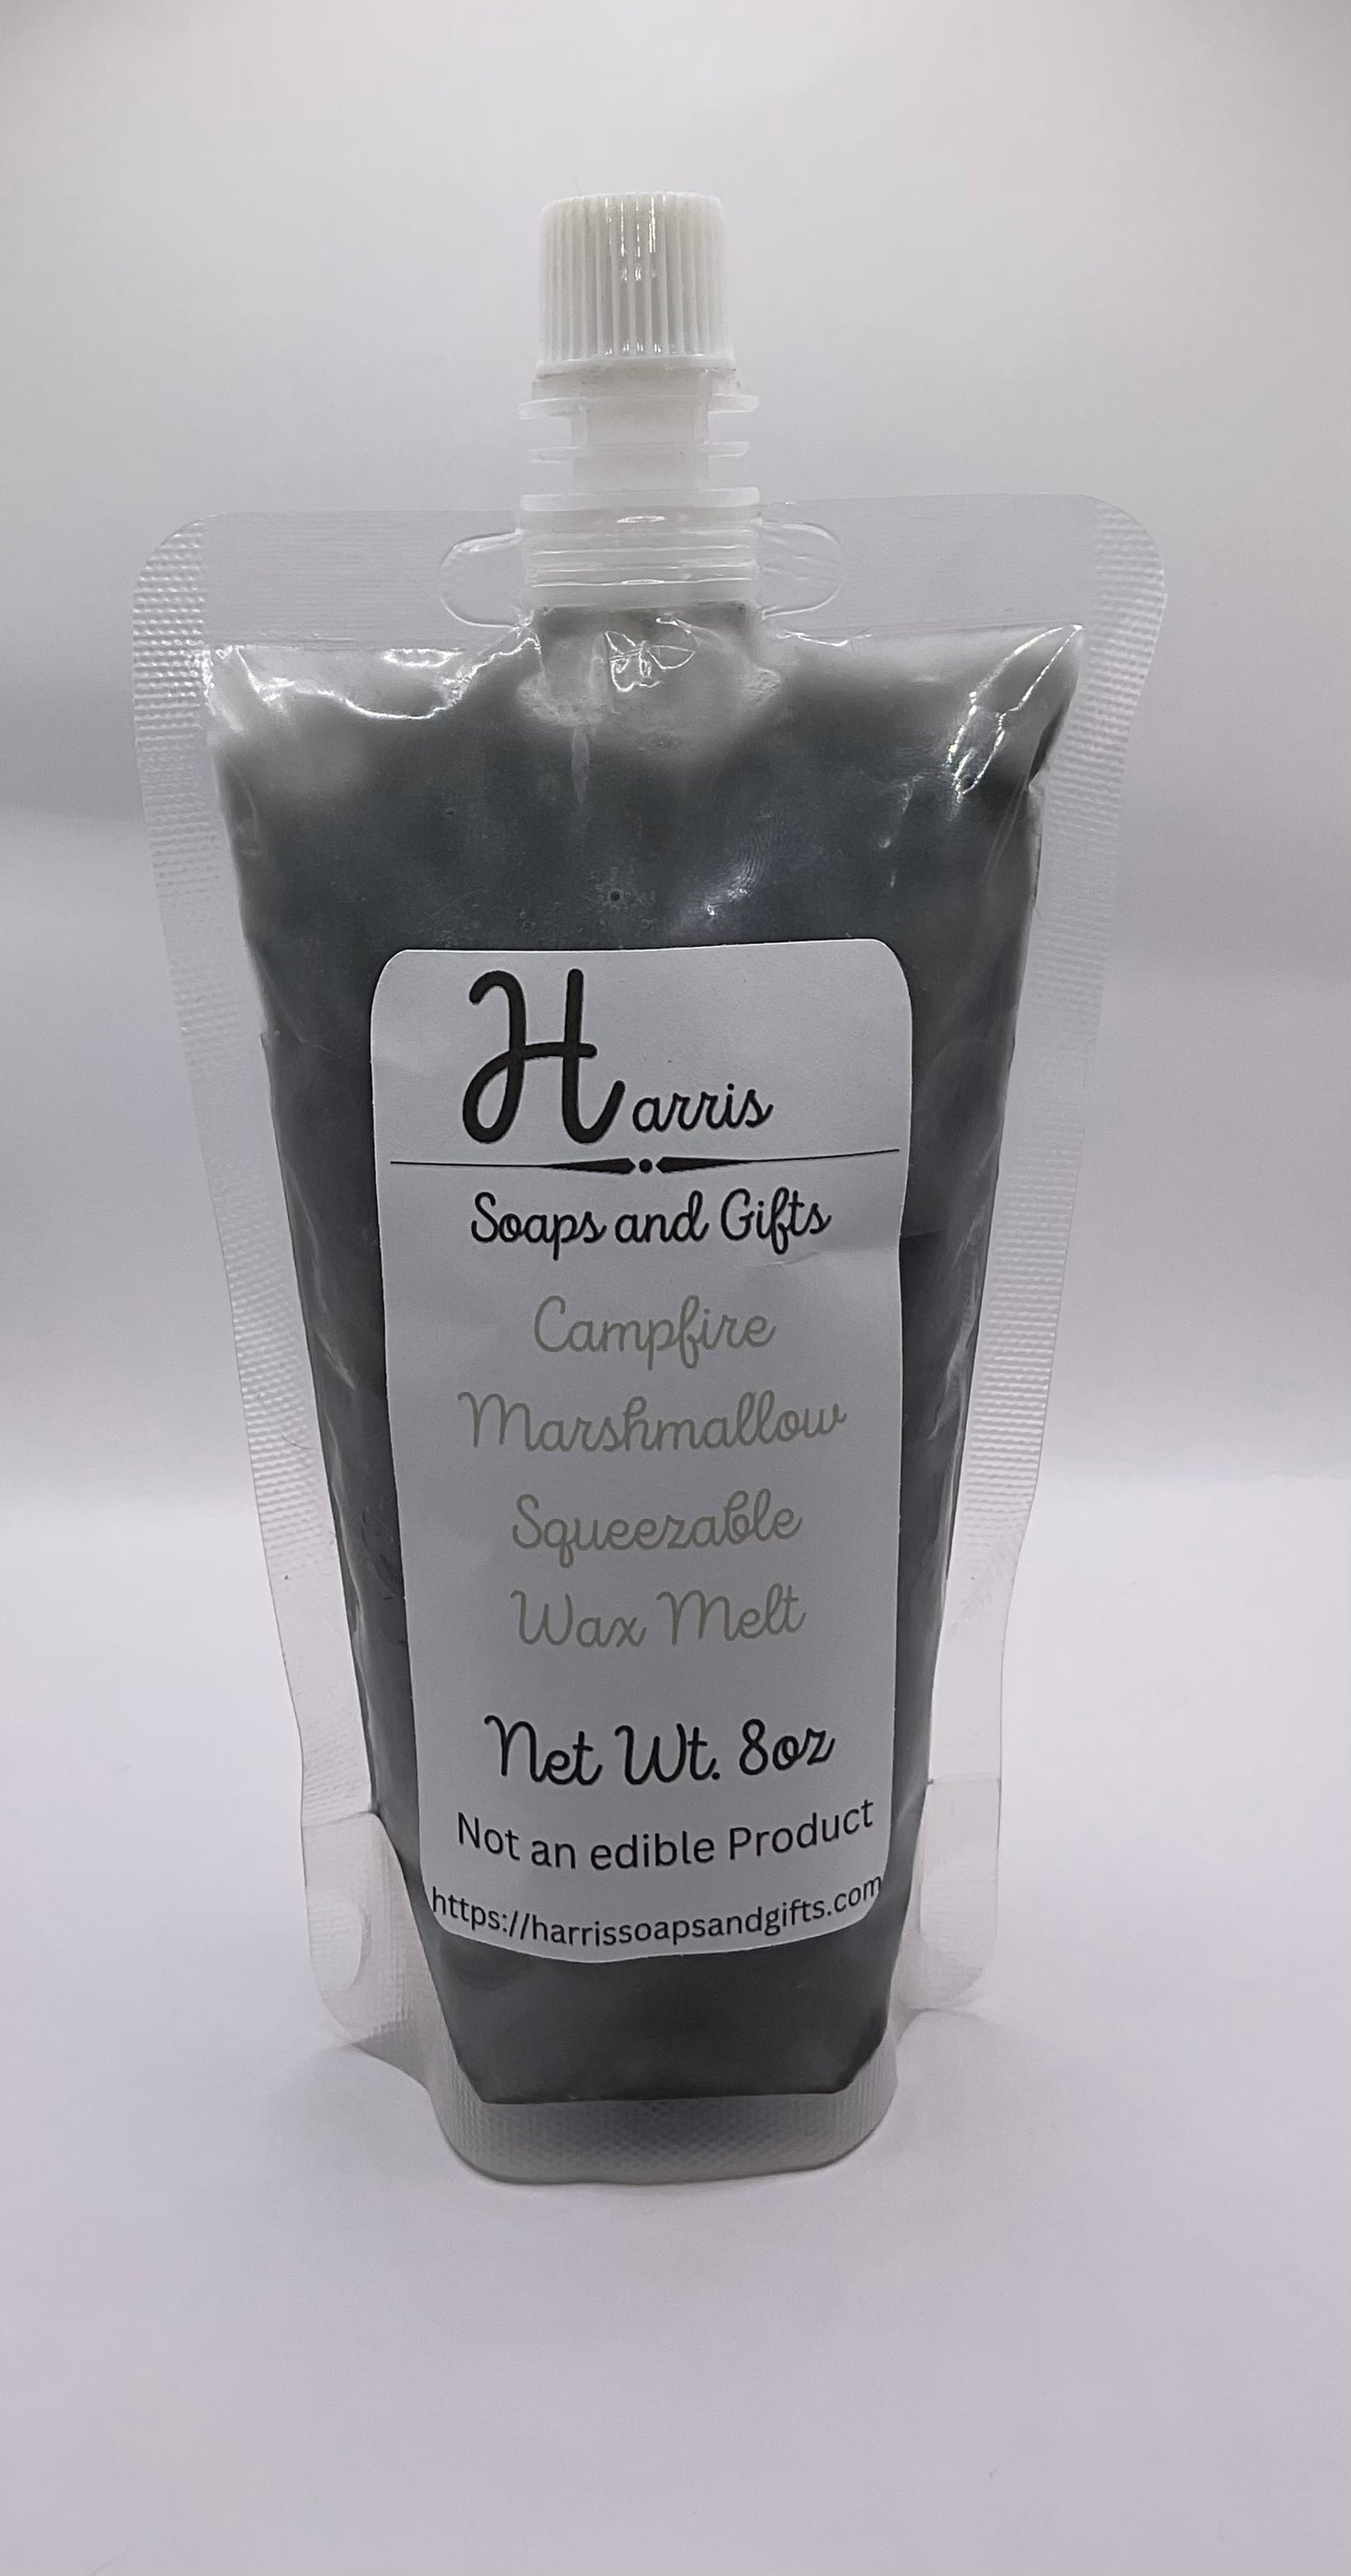 Harris
Soaps and Gifts
Campfire
Marshmallow
Squeezable
Wax Melt
Net Wt. 8oz
Not an edible Product
https://harrissoapsandgifts.com